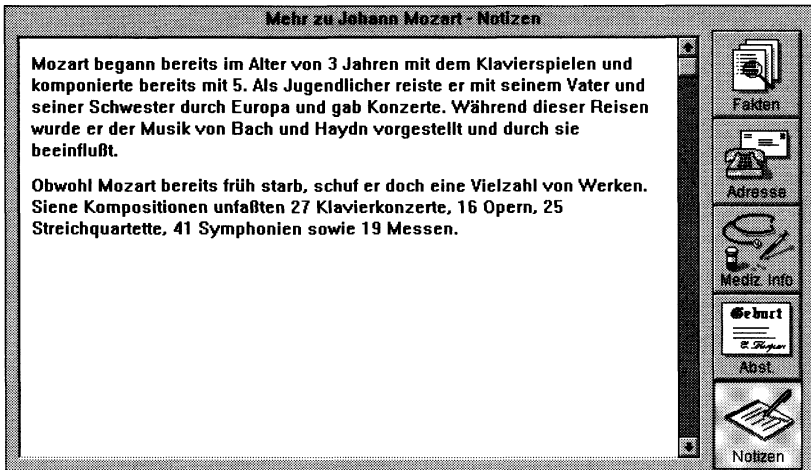 Mehr zu Johann Mozart - Notizen
Mozart begann bereits im Alter von 3 Jahren mit dem Klavierspielen und
komponierte bereits mit 5. Als Jugendlicher reiste er mit seinem Vater und
seiner Schwester durch Europa und gab Konzerte. Während dieser Reisen
wurde er der Musik von Bach und Haydn vorgestellt und durch sie
beeinflußt.
Obwohl Mozart bereits früh starb, schuf er doch eine Vielzahl von Werken.
Siene Kompositionen unfaßten 27 Klavierkonzerte, 16 Opern, 25
Streichquartette, 41 Symphonien sowie 19 Messen.
Fakten
Adresse
Mediz. Info
Geburt
Abst.
Notizen